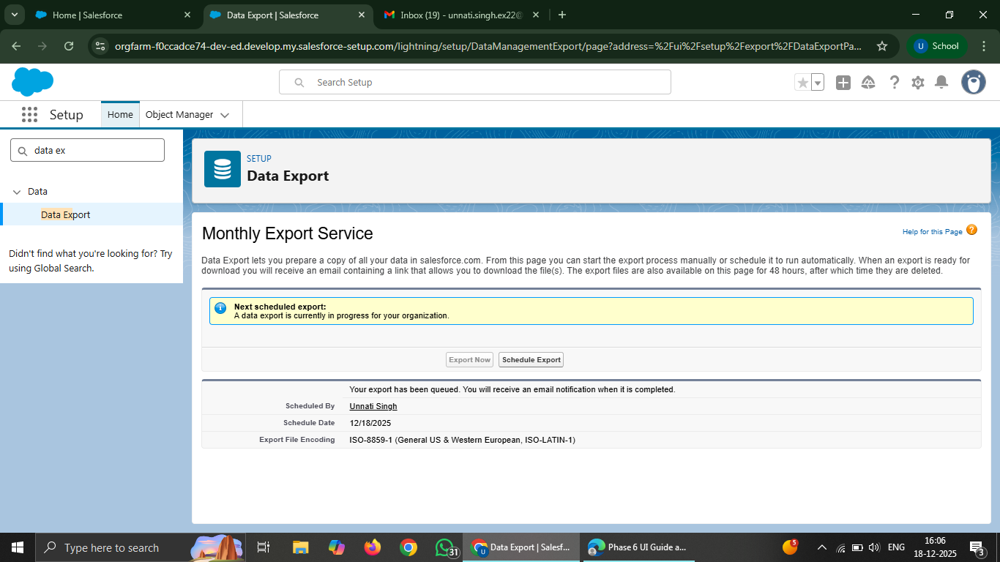 Home | Salesforce
Data Export | Salesforce
Inbox (19) - unnati.singh.ex22@
orgfarm-f0ccadce74-dev-ed.develop.my.salesforce-setup.com/lightning/setup/DataManagementExport/page?address=%2Fui%2Fsetup%2Fexport%2FDataExportPa...
U School
Search Setup
Setup
Home
Object Manager
data ex
Data
Data Export
Didn't find what you're looking for? Try
using Global Search.
SETUP
Data Export
Monthly Export Service
Help for this Page ?
Data Export lets you prepare a copy of all your data in salesforce.com. From this page you can start the export process manually or schedule it to run automatically. When an export is ready for
download you will receive an email containing a link that allows you to download the file(s). The export files are also available on this page for 48 hours, after which time they are deleted.
Next scheduled export:
A data export is currently in progress for your organization.
Export Now
Schedule Export
Your export has been queued. You will receive an email notification when it is completed.
Scheduled By Unnati Singh
Schedule Date 12/18/2025
Export File Encoding ISO-8859-1 (General US & Western European, ISO-LATIN-1)
Type here to search
31
U
Data Export | Salesf...
Phase 6 UI Guide a...
5
ENG
16:06
18-12-2025
3